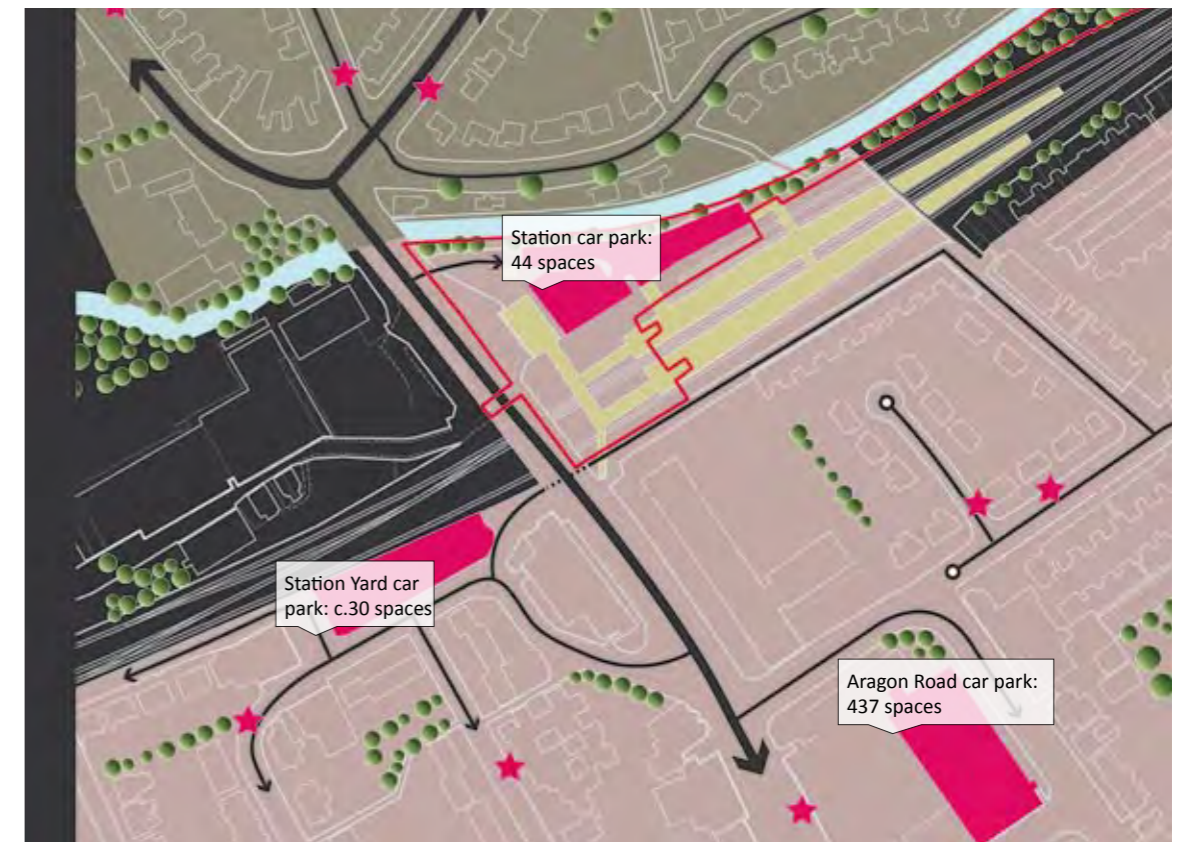 Station car park:
44 spaces
Station Yard car
park: c.30 spaces
Aragon Road car park:
437 spaces